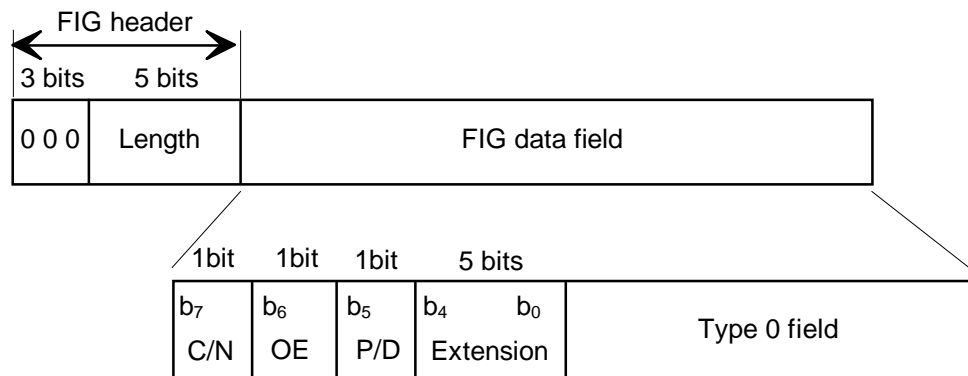 FIG header
3 bits 5 bits
0 0 0 Length FIG data field
1bit 1bit 1bit 5 bits
b7 b6 b5 b4 b0
C/N OE P/D Extension Type 0 field